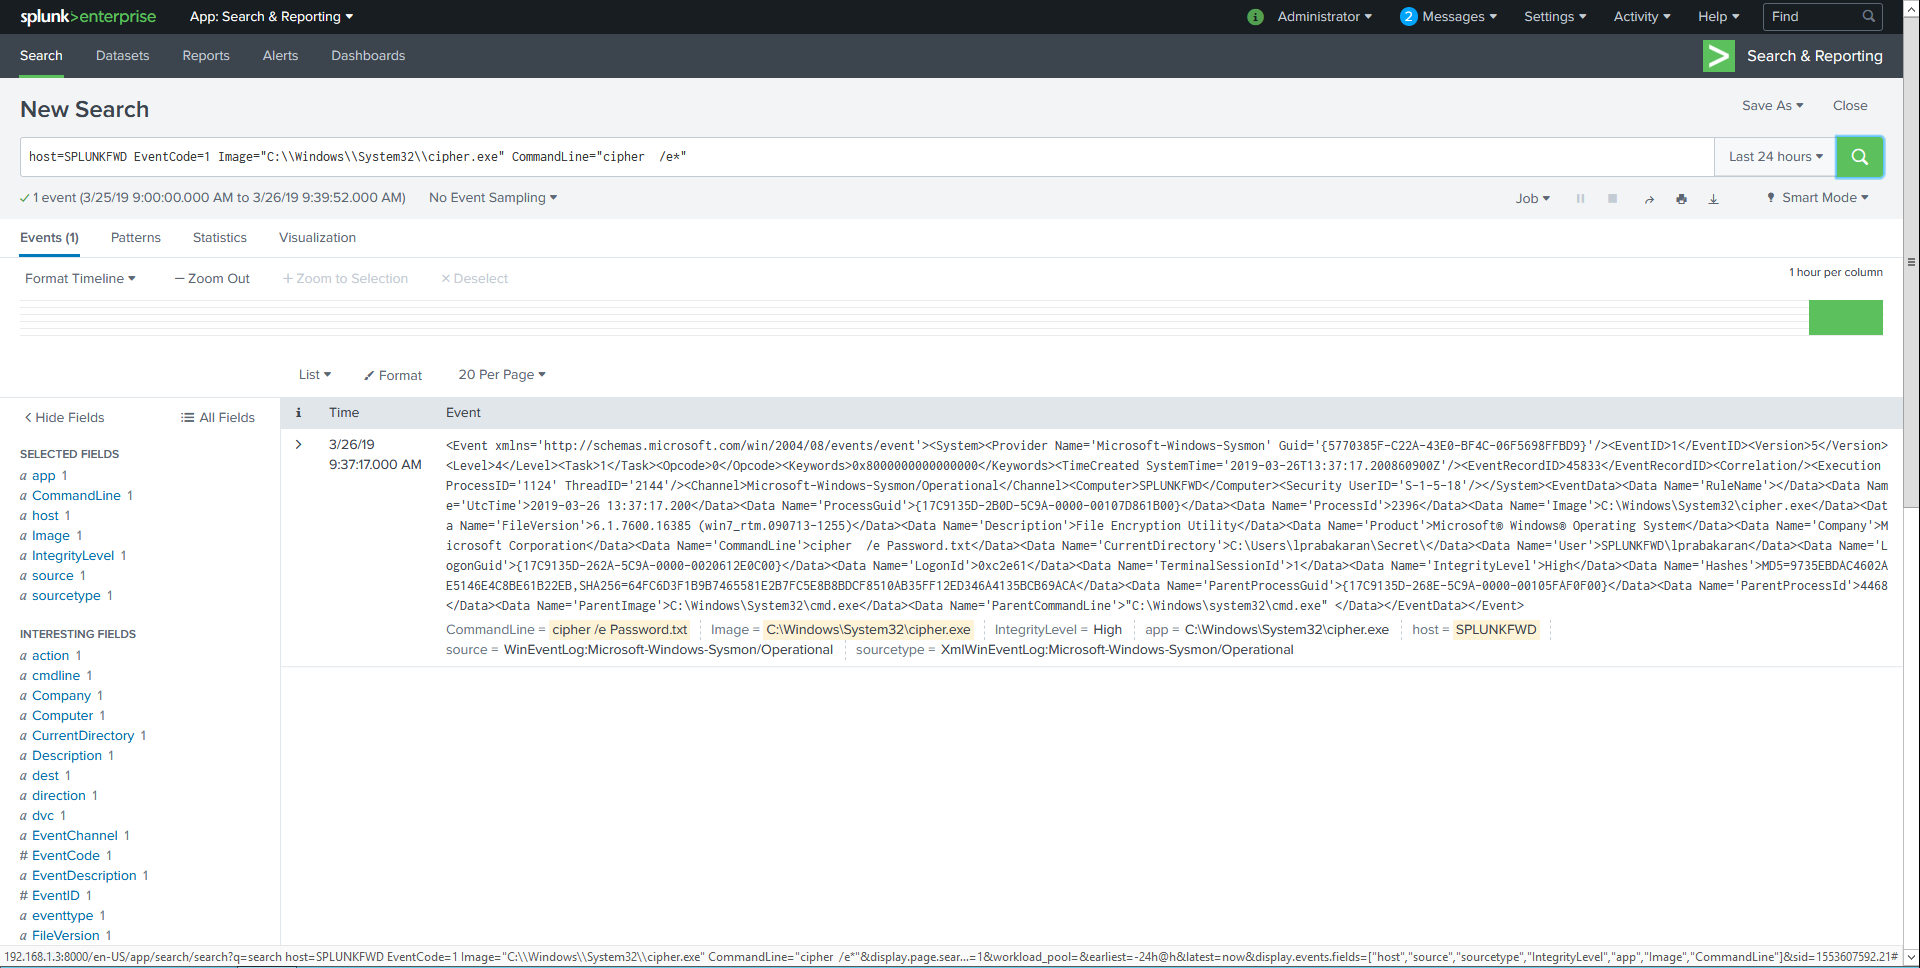 splunk>enterprise App: Search & Reporting ▾ i Administrator ▾ 2 Messages ▾ Settings ▾ Activity ▾ Help ▾ Find
Search Datasets Reports Alerts Dashboards Search & Reporting
New Search Save As ▾ Close
host=SPLUNKFWD EventCode=1 Image="C:\\Windows\\System32\\cipher.exe" CommandLine="cipher  /e*" Last 24 hours ▾
✓ 1 event (3/25/19 9:00:00.000 AM to 3/26/19 9:39:52.000 AM) No Event Sampling ▾ Job ▾ Smart Mode ▾
Events (1) Patterns Statistics Visualization
Format Timeline ▾ — Zoom Out + Zoom to Selection × Deselect 1 hour per column
List ▾ Format 20 Per Page ▾
< Hide Fields All Fields
i Time Event
SELECTED FIELDS
a app 1
a CommandLine 1
a host 1
a Image 1
a IntegrityLevel 1
a source 1
a sourcetype 1
INTERESTING FIELDS
a action 1
a cmdline 1
a Company 1
a Computer 1
a CurrentDirectory 1
a Description 1
a dest 1
a direction 1
a dvc 1
a EventChannel 1
# EventCode 1
a EventDescription 1
# EventID 1
a eventtype 1
a FileVersion 1
> 3/26/19
9:37:17.000 AM
<Event xmlns='http://schemas.microsoft.com/win/2004/08/events/event'><System><Provider Name='Microsoft-Windows-Sysmon' Guid='{5770385F-C22A-43E0-BF4C-06F5698FFBD9}'/><EventID>1</EventID><Version>5</Version>
<Level>4</Level><Task>1</Task><Opcode>0</Opcode><Keywords>0x8000000000000000</Keywords><TimeCreated SystemTime='2019-03-26T13:37:17.200860900Z'/><EventRecordID>45833</EventRecordID><Correlation/><Execution
ProcessID='1124' ThreadID='2144'/><Channel>Microsoft-Windows-Sysmon/Operational</Channel><Computer>SPLUNKFWD</Computer><Security UserID='S-1-5-18'/></System><EventData><Data Name='RuleName'></Data><Data Nam
e='UtcTime'>2019-03-26 13:37:17.200</Data><Data Name='ProcessGuid'>{17C9135D-2B0D-5C9A-0000-00107D861B00}</Data><Data Name='ProcessId'>2396</Data><Data Name='Image'>C:\Windows\System32\cipher.exe</Data><Dat
a Name='FileVersion'>6.1.7600.16385 (win7_rtm.090713-1255)</Data><Data Name='Description'>File Encryption Utility</Data><Data Name='Product'>Microsoft® Windows® Operating System</Data><Data Name='Company'>M
icrosoft Corporation</Data><Data Name='CommandLine'>cipher  /e Password.txt</Data><Data Name='CurrentDirectory'>C:\Users\lprabakaran\Secret\</Data><Data Name='User'>SPLUNKFWD\lprabakaran</Data><Data Name='L
ogonGuid'>{17C9135D-262A-5C9A-0000-0020612E0C00}</Data><Data Name='LogonId'>0xc2e61</Data><Data Name='TerminalSessionId'>1</Data><Data Name='IntegrityLevel'>High</Data><Data Name='Hashes'>MD5=9735EBDAC4602A
E5146E4C8BE61B22EB,SHA256=64FC6D3F1B9B7465581E2B7FC5E8B8BDCF8510AB35FF12ED346A4135BCB69ACA</Data><Data Name='ParentProcessGuid'>{17C9135D-268E-5C9A-0000-00105FAF0F00}</Data><Data Name='ParentProcessId'>4468
</Data><Data Name='ParentImage'>C:\Windows\System32\cmd.exe</Data><Data Name='ParentCommandLine'>"C:\Windows\system32\cmd.exe" </Data></EventData></Event>
CommandLine = cipher /e Password.txt Image = C:\Windows\System32\cipher.exe IntegrityLevel = High app = C:\Windows\System32\cipher.exe host = SPLUNKFWD
source = WinEventLog:Microsoft-Windows-Sysmon/Operational sourcetype = XmlWinEventLog:Microsoft-Windows-Sysmon/Operational
192.168.1.3:8000/en-US/app/search/search?q=search host=SPLUNKFWD EventCode=1 Image="C:\\Windows\\System32\\cipher.exe" CommandLine="cipher /e*"&display.page.sear...=1&workload_pool=&earliest=-24h@h&latest=now&display.events.fields=["host","source","sourcetype","IntegrityLevel","app","Image","CommandLine"]&sid=1553607592.21#